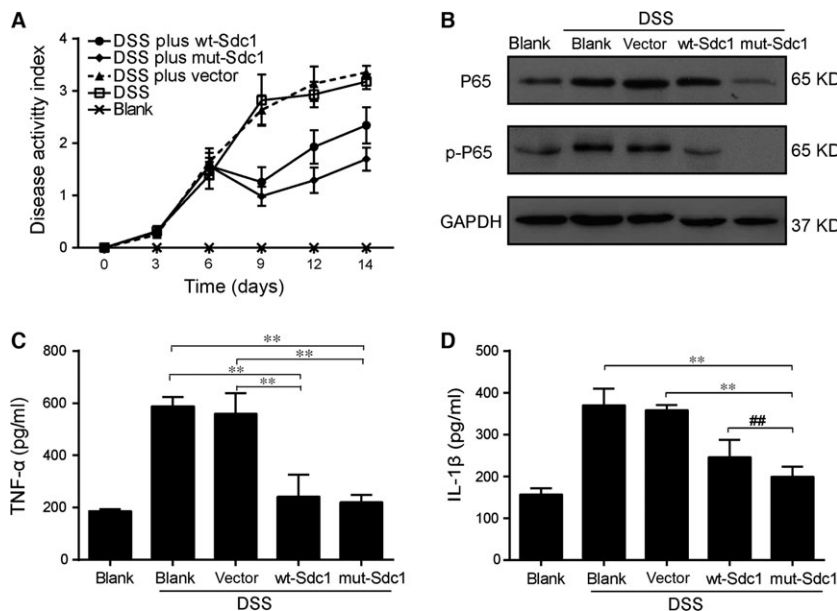 A
DSS plus wt-Sdc1
DSS plus mut-Sdc1
DSS plus vector
DSS
Blank
Disease activity index
4
3
2
1
0
0 3 6 9 12 14
Time (days)
B
DSS
Blank Blank Vector wt-Sdc1 mut-Sdc1
P65 65 KD
p-P65 65 KD
GAPDH 37 KD
C
TNF-α (pg/ml)
800
600
400
200
0
**
**
**
**
Blank Blank Vector wt-Sdc1 mut-Sdc1
DSS
D
IL-1β (pg/ml)
500
400
300
200
100
0
**
**
##
Blank Blank Vector wt-Sdc1 mut-Sdc1
DSS